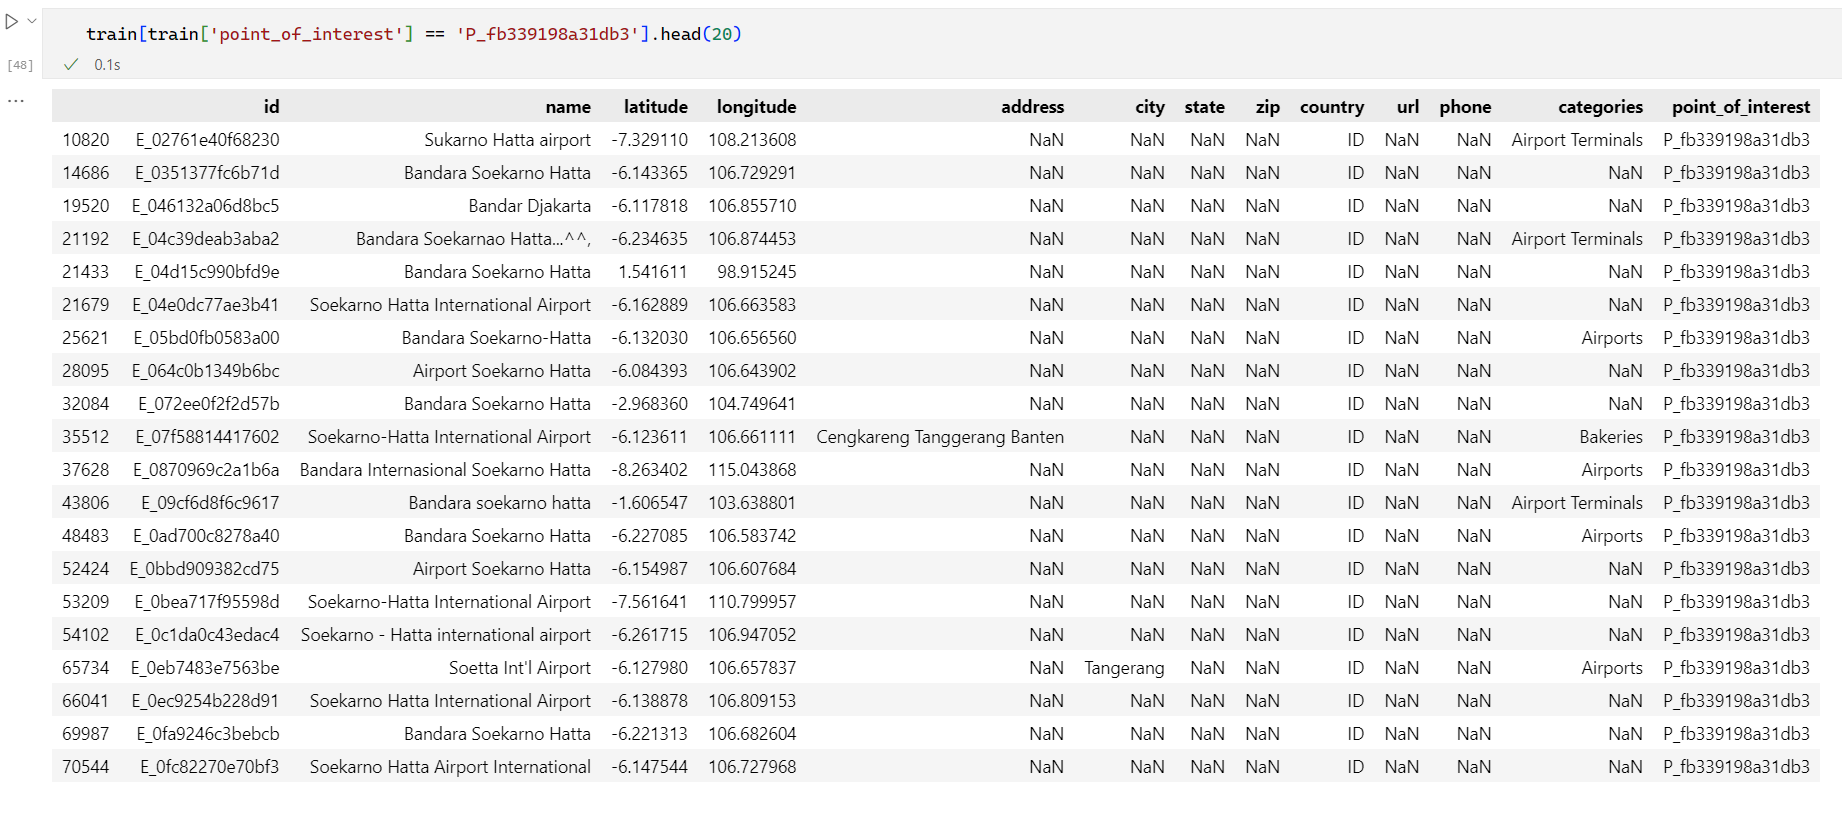 train[train['point_of_interest'] == 'P_fb339198a31db3'].head(20)
[48] 0.1s
... id name latitude longitude address city state zip country url phone categories point_of_interest
10820 E_02761e40f68230 Sukarno Hatta airport -7.329110 108.213608 NaN NaN NaN NaN ID NaN NaN Airport Terminals P_fb339198a31db3
14686 E_0351377fc6b71d Bandara Soekarno Hatta -6.143365 106.729291 NaN NaN NaN NaN ID NaN NaN NaN P_fb339198a31db3
19520 E_046132a06d8bc5 Bandar Djakarta -6.117818 106.855710 NaN NaN NaN NaN ID NaN NaN NaN P_fb339198a31db3
21192 E_04c39deab3aba2 Bandara Soekarnao Hatta...^^, -6.234635 106.874453 NaN NaN NaN NaN ID NaN NaN Airport Terminals P_fb339198a31db3
21433 E_04d15c990bfd9e Bandara Soekarno Hatta 1.541611 98.915245 NaN NaN NaN NaN ID NaN NaN NaN P_fb339198a31db3
21679 E_04e0dc77ae3b41 Soekarno Hatta International Airport -6.162889 106.663583 NaN NaN NaN NaN ID NaN NaN NaN P_fb339198a31db3
25621 E_05bd0fb0583a00 Bandara Soekarno-Hatta -6.132030 106.656560 NaN NaN NaN NaN ID NaN NaN Airports P_fb339198a31db3
28095 E_064c0b1349b6bc Airport Soekarno Hatta -6.084393 106.643902 NaN NaN NaN NaN ID NaN NaN NaN P_fb339198a31db3
32084 E_072ee0f2f2d57b Bandara Soekarno Hatta -2.968360 104.749641 NaN NaN NaN NaN ID NaN NaN NaN P_fb339198a31db3
35512 E_07f58814417602 Soekarno-Hatta International Airport -6.123611 106.661111 Cengkareng Tanggerang Banten NaN NaN NaN ID NaN NaN Bakeries P_fb339198a31db3
37628 E_0870969c2a1b6a Bandara Internasional Soekarno Hatta -8.263402 115.043868 NaN NaN NaN NaN ID NaN NaN Airports P_fb339198a31db3
43806 E_09cf6d8f6c9617 Bandara soekarno hatta -1.606547 103.638801 NaN NaN NaN NaN ID NaN NaN Airport Terminals P_fb339198a31db3
48483 E_0ad700c8278a40 Bandara Soekarno Hatta -6.227085 106.583742 NaN NaN NaN NaN ID NaN NaN Airports P_fb339198a31db3
52424 E_0bbd909382cd75 Airport Soekarno Hatta -6.154987 106.607684 NaN NaN NaN NaN ID NaN NaN NaN P_fb339198a31db3
53209 E_0bea717f95598d Soekarno-Hatta International Airport -7.561641 110.799957 NaN NaN NaN NaN ID NaN NaN NaN P_fb339198a31db3
54102 E_0c1da0c43edac4 Soekarno - Hatta international airport -6.261715 106.947052 NaN NaN NaN NaN ID NaN NaN NaN P_fb339198a31db3
65734 E_0eb7483e7563be Soetta Int'l Airport -6.127980 106.657837 NaN Tangerang NaN NaN ID NaN NaN Airports P_fb339198a31db3
66041 E_0ec9254b228d91 Soekarno Hatta International Airport -6.138878 106.809153 NaN NaN NaN NaN ID NaN NaN NaN P_fb339198a31db3
69987 E_0fa9246c3bebcb Bandara Soekarno Hatta -6.221313 106.682604 NaN NaN NaN NaN ID NaN NaN NaN P_fb339198a31db3
70544 E_0fc82270e70bf3 Soekarno Hatta Airport International -6.147544 106.727968 NaN NaN NaN NaN ID NaN NaN NaN P_fb339198a31db3